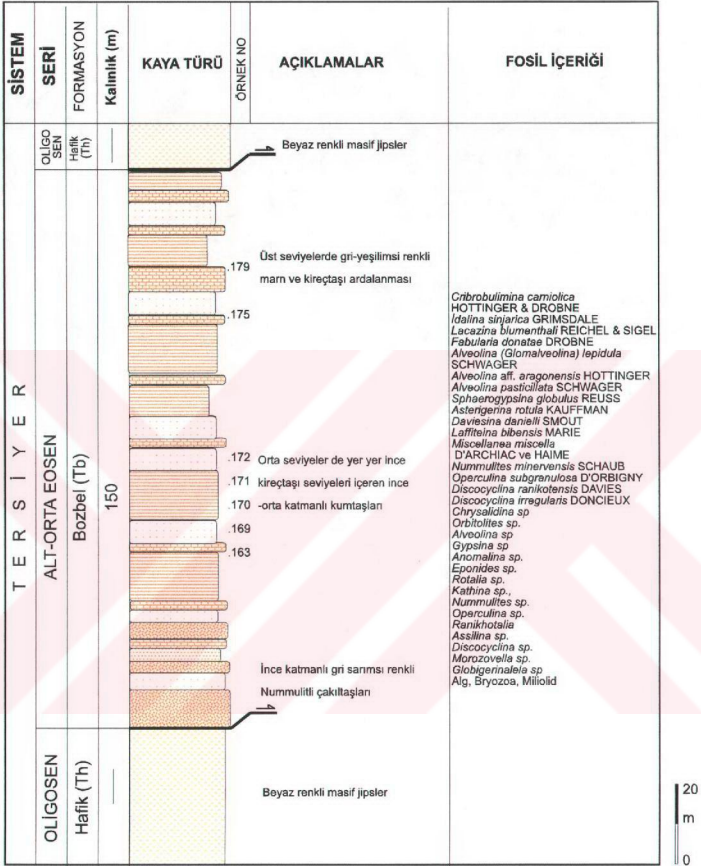 SİSTEM
SERİ
FORMASYON
Kalınlık (m)
KAYA TÜRÜ
ÖRNEK NO
AÇIKLAMALAR
FOSİL İÇERİĞİ
TERSİYER
OLİGO
SEN
Hafik
(Th)
Beyaz renkli masif jipsler
ALT-ORTA EOSEN
Bozbel (Tb)
150
.179
.175
.172
.171
.170
.169
.163
Üst seviyelerde gri-yeşilimsi renkli
marn ve kireçtaşı ardalanması
Orta seviyeler de yer yer ince
kireçtaşı seviyeleri içeren ince
-orta katmanlı kumtaşları
İnce katmanlı gri sarımsı renkli
Nummulitli çakıltaşları
Cribrobulimina carniolica
HOTTINGER & DROBNE
İdalina sinjarica GRIMSDALE
Lacazina blumenthali REICHEL & SIGEL
Fabularia donatae DROBNE
Alveolina (Glomalveolina) lepidula
SCHWAGER
Alveolina aff. aragonensis HOTTINGER
Alveolina pasticillata SCHWAGER
Sphaerogypsina globulus REUSS
Asterigerina rotula KAUFFMAN
Daviesina danielli SMOUT
Laffiteina bibensis MARIE
Miscellanea miscella
D'ARCHIAC ve HAIME
Nummulites minervensis SCHAUB
Operculina subgranulosa D'ORBIGNY
Discocyclina ranikotensis DAVIES
Discocyclina irregularis DONCIEUX
Chrysalidina sp
Orbitolites sp.
Alveolina sp
Gypsina sp
Anomalina sp.
Eponides sp.
Rotalia sp.
Kathina sp.,
Nummulites sp.
Operculina sp.
Ranikhotalia
Assilina sp.
Discocyclina sp.
Morozovella sp.
Globigerinalela sp
Alg, Bryozoa, Miliolid
OLİGOSEN
Hafik (Th)
Beyaz renkli masif jipsler
20
m
0